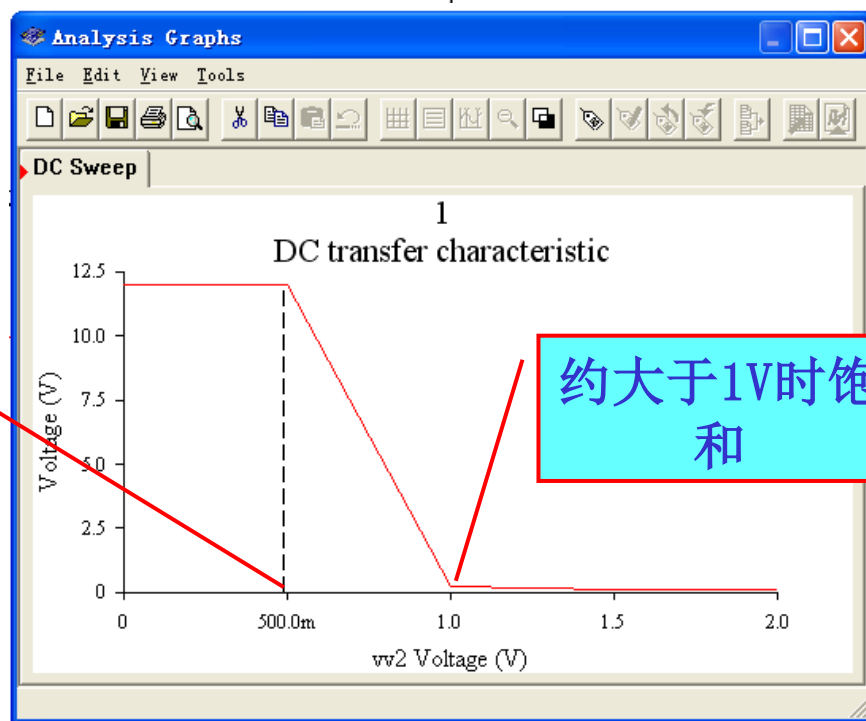 Analysis Graphs
File Edit View Tools
DC Sweep
1
DC transfer characteristic
12.5
10.0
7.5
5.0
2.5
0
Voltage (V)
0 500.0m 1.0 1.5 2.0
vv2 Voltage (V)
约大于1V时饱
和